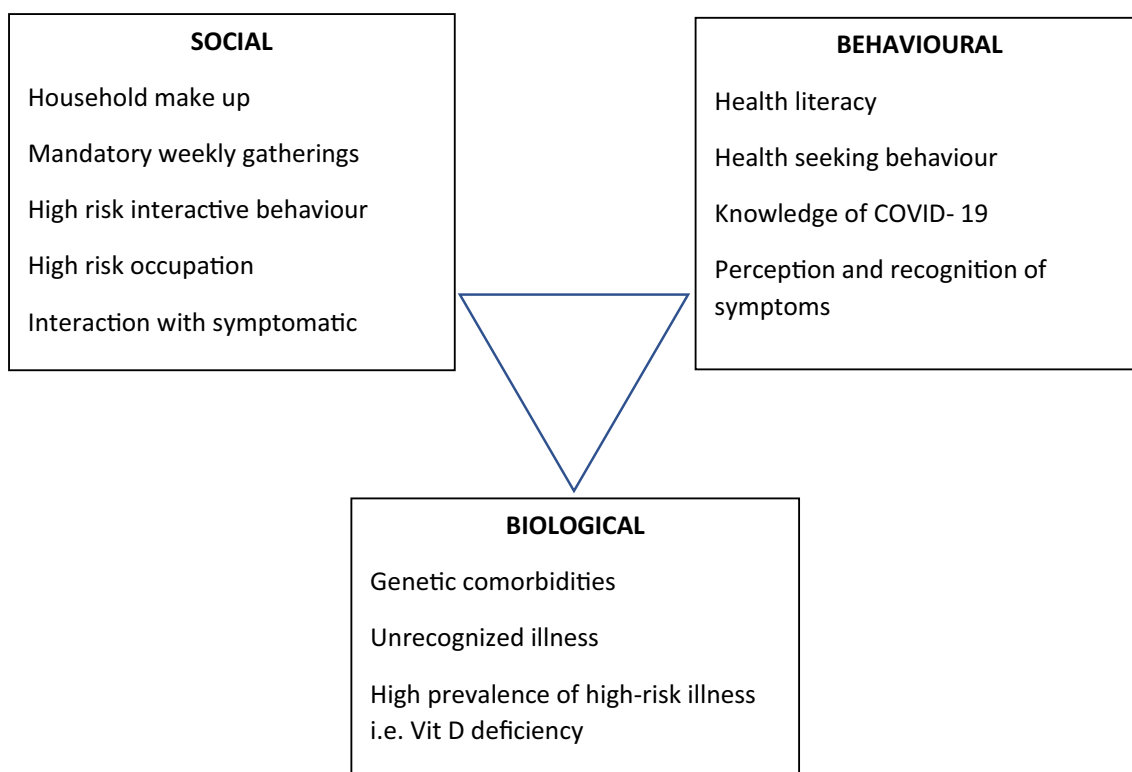 SOCIAL
Household make up
Mandatory weekly gatherings
High risk interactive behaviour
High risk occupation
Interaction with symptomatic
BEHAVIOURAL
Health literacy
Health seeking behaviour
Knowledge of COVID- 19
Perception and recognition of
symptoms
BIOLOGICAL
Genetic comorbidities
Unrecognized illness
High prevalence of high-risk illness
i.e. Vit D deficiency